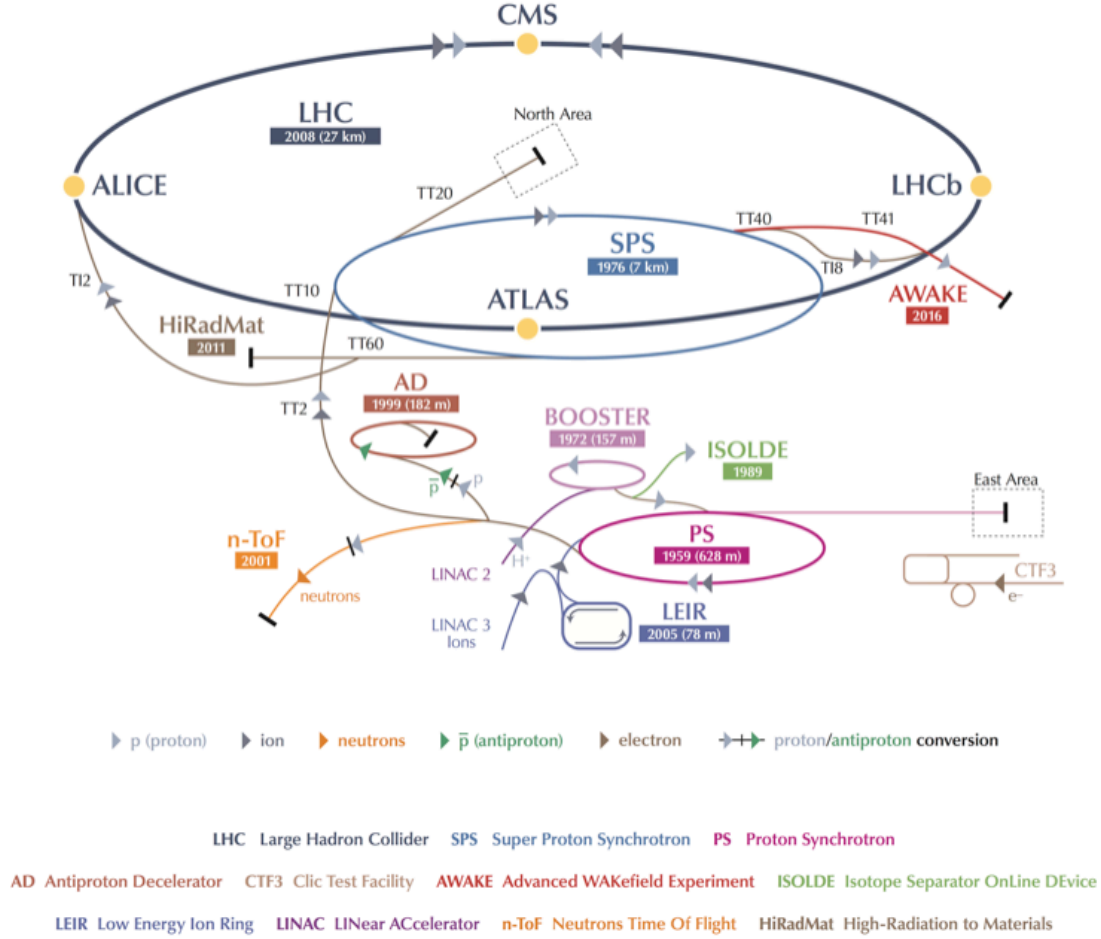 CMS
LHC
2008 (27 km)
North Area
ALICE
LHCb
TT20
TT40
TT41
SPS
1976 (7 km)
TI2
TI8
TT10
ATLAS
AWAKE
2016
HiRadMat
2011
TT60
AD
1999 (182 m)
TT2
BOOSTER
1972 (157 m)
ISOLDE
1989
p
p̅
East Area
n-ToF
2001
PS
1959 (628 m)
H⁺
LINAC 2
CTF3
neutrons
e⁻
LEIR
2005 (78 m)
LINAC 3
Ions
p (proton) ion neutrons p̅ (antiproton) electron proton/antiproton conversion
LHC Large Hadron Collider SPS Super Proton Synchrotron PS Proton Synchrotron
AD Antiproton Decelerator CTF3 Clic Test Facility AWAKE Advanced WAKefield Experiment ISOLDE Isotope Separator OnLine DEvice
LEIR Low Energy Ion Ring LINAC LINear ACcelerator n-ToF Neutrons Time Of Flight HiRadMat High-Radiation to Materials